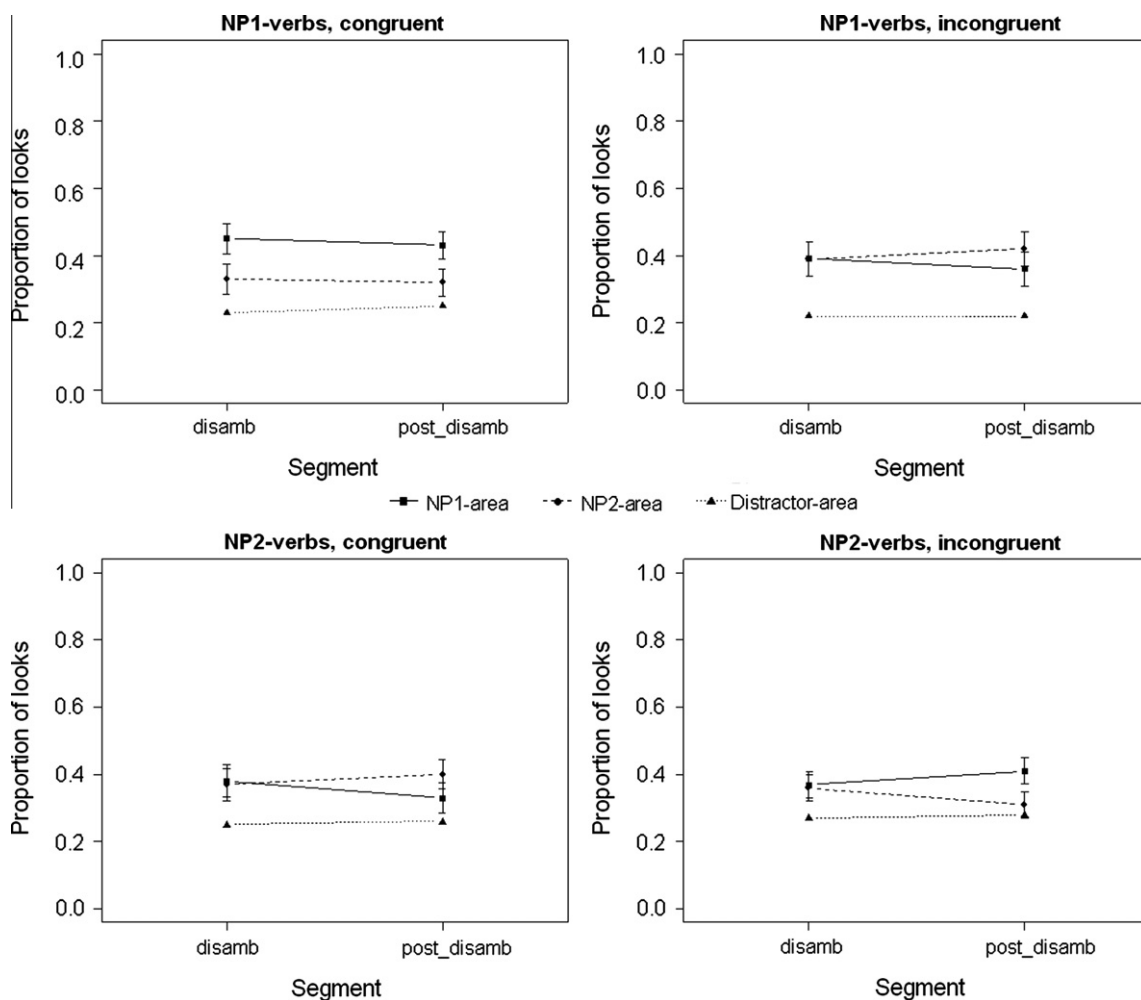 NP1-verbs, congruent
Proportion of looks
1.0
0.8
0.6
0.4
0.2
0.0
disamb post_disamb
Segment
NP1-verbs, incongruent
Proportion of looks
1.0
0.8
0.6
0.4
0.2
0.0
disamb post_disamb
Segment
NP1-area NP2-area Distractor-area
NP2-verbs, congruent
Proportion of looks
1.0
0.8
0.6
0.4
0.2
0.0
disamb post_disamb
Segment
NP2-verbs, incongruent
Proportion of looks
1.0
0.8
0.6
0.4
0.2
0.0
disamb post_disamb
Segment